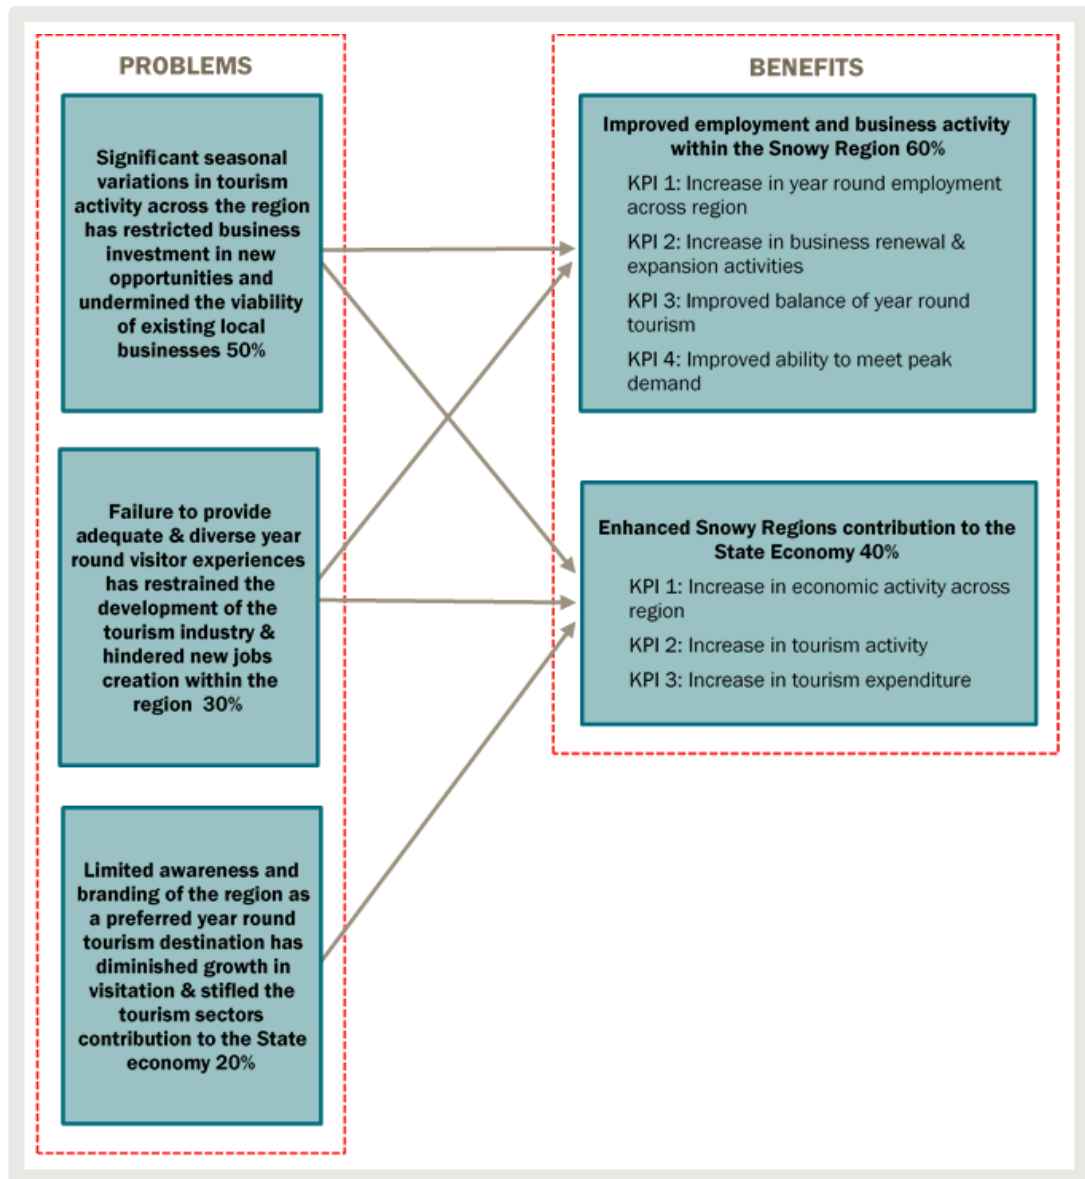 PROBLEMS
Significant seasonal
variations in tourism
activity across the region
has restricted business
investment in new
opportunities and
undermined the viability
of existing local
businesses 50%
Failure to provide
adequate & diverse year
round visitor experiences
has restrained the
development of the
tourism industry &
hindered new jobs
creation within the
region 30%
Limited awareness and
branding of the region as
a preferred year round
tourism destination has
diminished growth in
visitation & stifled the
tourism sectors
contribution to the State
economy 20%
BENEFITS
Improved employment and business activity
within the Snowy Region 60%
KPI 1: Increase in year round employment
across region
KPI 2: Increase in business renewal &
expansion activities
KPI 3: Improved balance of year round
tourism
KPI 4: Improved ability to meet peak
demand
Enhanced Snowy Regions contribution to the
State Economy 40%
KPI 1: Increase in economic activity across
region
KPI 2: Increase in tourism activity
KPI 3: Increase in tourism expenditure